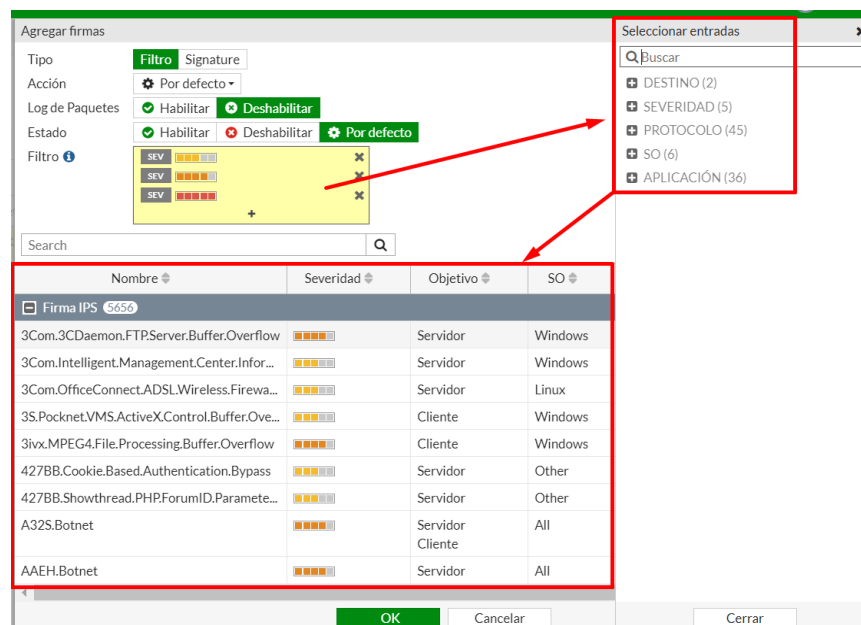 Agregar firmas
Tipo Filtro Signature
Acción Por defecto
Log de Paquetes Habilitar Deshabilitar
Estado Habilitar Deshabilitar Por defecto
Filtro SEV
SEV
SEV
+
Search
Nombre Severidad Objetivo SO
Firma IPS 5656
3Com.3CDaemon.FTP.Server.Buffer.Overflow Servidor Windows
3Com.Intelligent.Management.Center.Infor... Servidor Windows
3Com.OfficeConnect.ADSL.Wireless.Firewa... Servidor Linux
3S.Pocknet.VMS.ActiveX.Control.Buffer.Ove... Cliente Windows
3ivx.MPEG4.File.Processing.Buffer.Overflow Cliente Windows
427BB.Cookie.Based.Authentication.Bypass Servidor Other
427BB.Showthread.PHP.ForumID.Paramete... Servidor Other
A32S.Botnet Servidor All
Cliente
AAEH.Botnet Servidor All
OK Cancelar
Seleccionar entradas
Buscar
DESTINO (2)
SEVERIDAD (5)
PROTOCOLO (45)
SO (6)
APLICACIÓN (36)
Cerrar